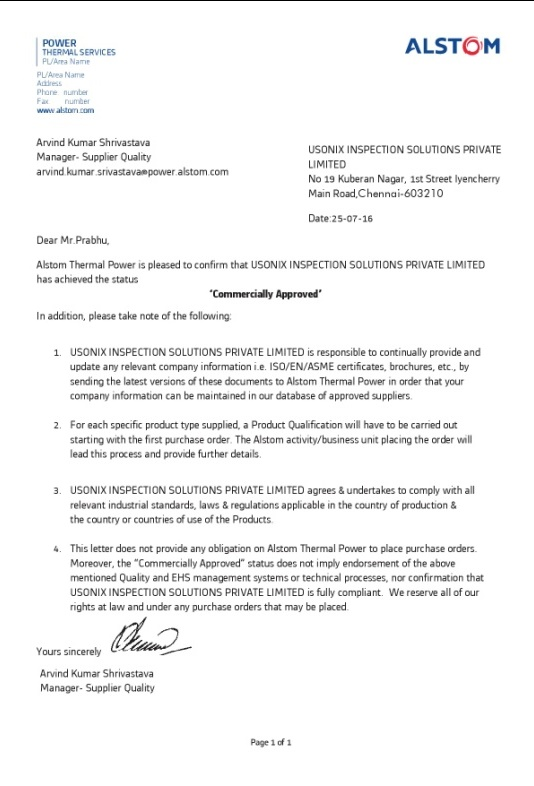 POWER
THERMAL SERVICES
PL/Area Name
PL/Area Name
Address
Phone number
Fax number
www.alstom.com
ALSTOM
Arvind Kumar Shrivastava
Manager- Supplier Quality
arvind.kumar.srivastava@power.alstom.com
USONIX INSPECTION SOLUTIONS PRIVATE
LIMITED
No 19 Kuberan Nagar, 1st Street Iyencherry
Main Road,Chennai-603210
Date:25-07-16
Dear Mr.Prabhu,
Alstom Thermal Power is pleased to confirm that USONIX INSPECTION SOLUTIONS PRIVATE LIMITED
has achieved the status
'Commercially Approved'
In addition, please take note of the following:
1. USONIX INSPECTION SOLUTIONS PRIVATE LIMITED is responsible to continually provide and
update any relevant company information i.e. ISO/EN/ASME certificates, brochures, etc., by
sending the latest versions of these documents to Alstom Thermal Power in order that your
company information can be maintained in our database of approved suppliers.
2. For each specific product type supplied, a Product Qualification will have to be carried out
starting with the first purchase order. The Alstom activity/business unit placing the order will
lead this process and provide further details.
3. USONIX INSPECTION SOLUTIONS PRIVATE LIMITED agrees & undertakes to comply with all
relevant industrial standards, laws & regulations applicable in the country of production &
the country or countries of use of the Products.
4. This letter does not provide any obligation on Alstom Thermal Power to place purchase orders.
Moreover, the "Commercially Approved" status does not imply endorsement of the above
mentioned Quality and EHS management systems or technical processes, nor confirmation that
USONIX INSPECTION SOLUTIONS PRIVATE LIMITED is fully compliant. We reserve all of our
rights at law and under any purchase orders that may be placed.
Yours sincerely
Arvind Kumar Shrivastava
Manager- Supplier Quality
Page 1 of 1